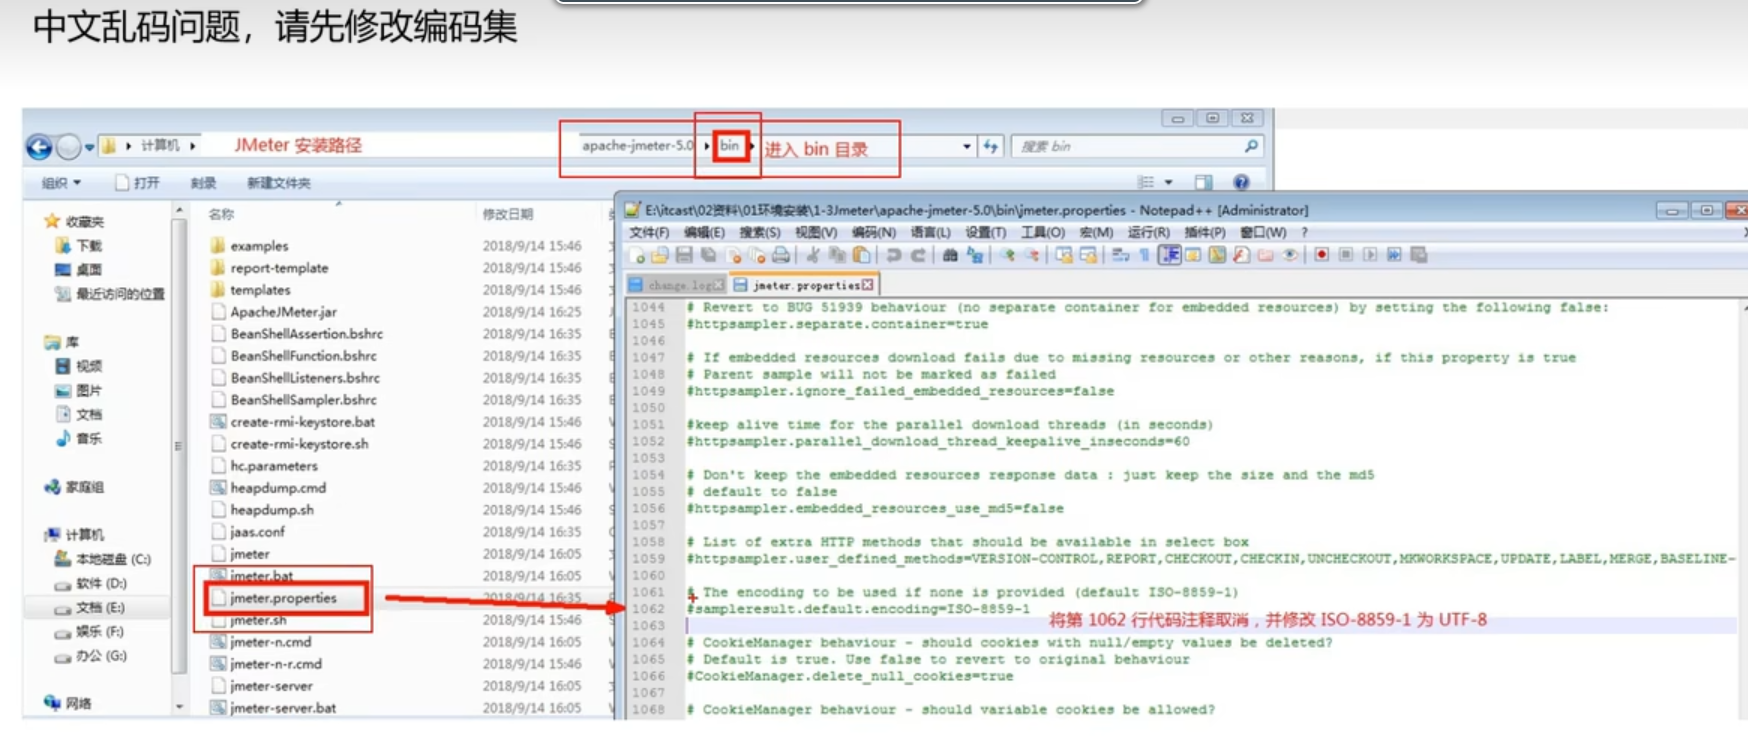 中文乱码问题，请先修改编码集
计算机
JMeter 安装路径
apache-jmeter-5.0
bin
进入 bin 目录
搜索 bin
组织
打开
刻录
新建文件夹
收藏夹
下载
桌面
最近访问的位置
库
视频
图片
文档
音乐
家庭组
计算机
本地磁盘 (C:)
软件 (D:)
文档 (E:)
娱乐 (F:)
办公 (G:)
网络
名称 修改日期
examples 2018/9/14 15:46
report-template 2018/9/14 15:46
templates 2018/9/14 15:46
ApacheJMeter.jar 2018/9/14 16:25
BeanShellAssertion.bshrc 2018/9/14 16:35
BeanShellFunction.bshrc 2018/9/14 16:35
BeanShellListeners.bshrc 2018/9/14 16:35
BeanShellSampler.bshrc 2018/9/14 16:35
create-rmi-keystore.bat 2018/9/14 15:46
create-rmi-keystore.sh 2018/9/14 15:46
hc.parameters 2018/9/14 16:35
heapdump.cmd 2018/9/14 15:46
heapdump.sh 2018/9/14 15:46
jaas.conf 2018/9/14 16:35
jmeter 2018/9/14 16:05
jmeter.bat 2018/9/14 16:05
jmeter.properties 2018/9/14 16:35
jmeter.sh 2018/9/14 15:46
jmeter-n.cmd 2018/9/14 16:05
jmeter-n-r.cmd 2018/9/14 15:46
jmeter-server 2018/9/14 16:05
jmeter-server.bat 2018/9/14 16:05
E:\itcast\02资料\01环境安装\1-3Jmeter\apache-jmeter-5.0\bin\jmeter.properties - Notepad++ [Administrator]
文件(F) 编辑(E) 搜索(S) 视图(V) 编码(N) 语言(L) 设置(T) 工具(O) 宏(M) 运行(R) 插件(P) 窗口(W) ?
change.log jmeter.properties
1044 # Revert to BUG 51939 behaviour (no separate container for embedded resources) by setting the following false:
1045 #httpsampler.separate.container=true
1046
1047 # If embedded resources download fails due to missing resources or other reasons, if this property is true
1048 # Parent sample will not be marked as failed
1049 #httpsampler.ignore_failed_embedded_resources=false
1050
1051 #keep alive time for the parallel download threads (in seconds)
1052 #httpsampler.parallel_download_thread_keepalive_inseconds=60
1053
1054 # Don't keep the embedded resources response data : just keep the size and the md5
1055 # default to false
1056 #httpsampler.embedded_resources_use_md5=false
1057
1058 # List of extra HTTP methods that should be available in select box
1059 #httpsampler.user_defined_methods=VERSION-CONTROL,REPORT,CHECKOUT,CHECKIN,UNCHECKOUT,MKWORKSPACE,UPDATE,LABEL,MERGE,BASELINE-
1060
1061 # The encoding to be used if none is provided (default ISO-8859-1)
1062 #sampleresult.default.encoding=ISO-8859-1
将第 1062 行代码注释取消，并修改 ISO-8859-1 为 UTF-8
1063
1064 # CookieManager behaviour - should cookies with null/empty values be deleted?
1065 # Default is true. Use false to revert to original behaviour
1066 #CookieManager.delete_null_cookies=true
1067
1068 # CookieManager behaviour - should variable cookies be allowed?